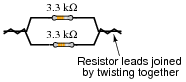 3.3 kΩ
3.3 kΩ
Resistor leads joined
by twisting together